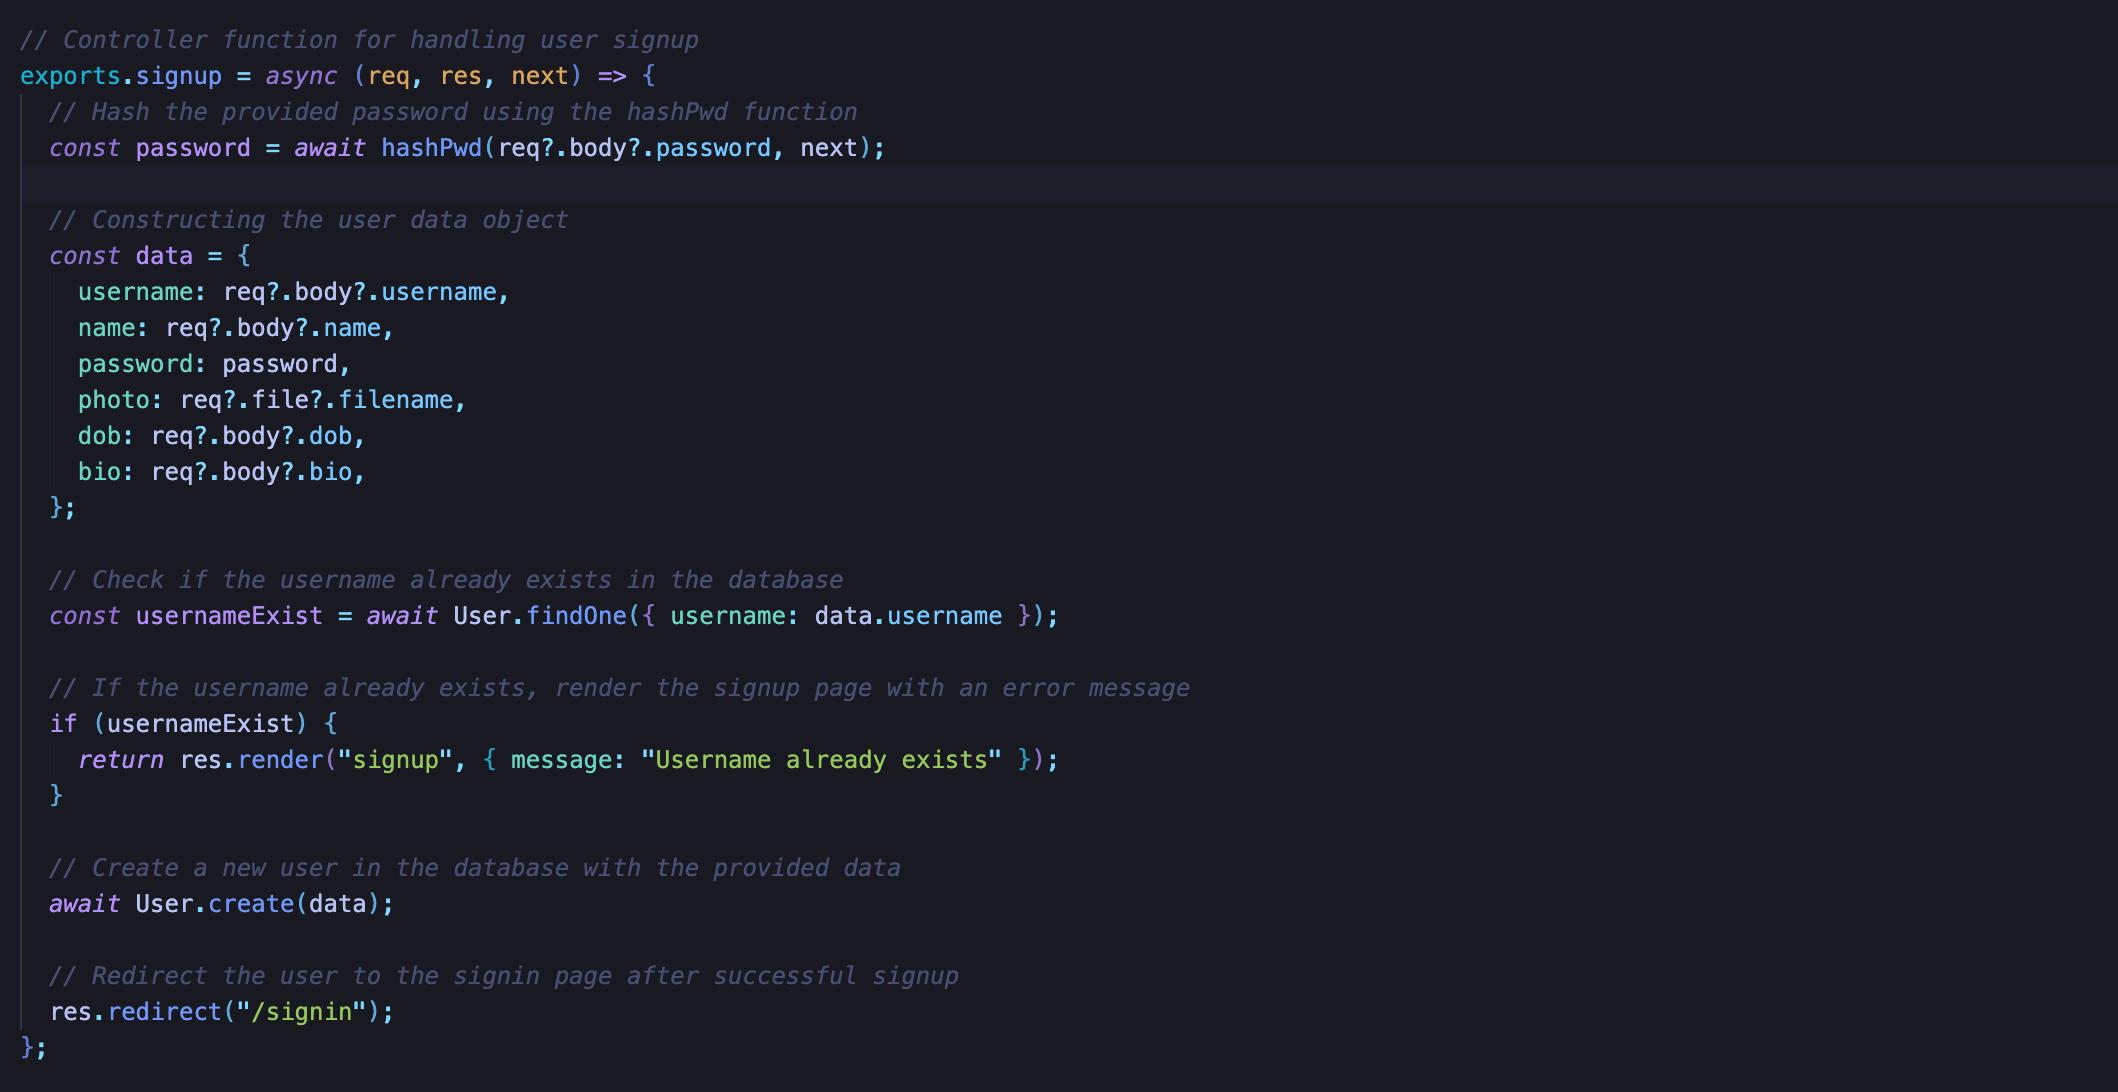 // Controller function for handling user signup
exports.signup = async (req, res, next) => {
  // Hash the provided password using the hashPwd function
  const password = await hashPwd(req?.body?.password, next);

  // Constructing the user data object
  const data = {
    username: req?.body?.username,
    name: req?.body?.name,
    password: password,
    photo: req?.file?.filename,
    dob: req?.body?.dob,
    bio: req?.body?.bio,
  };

  // Check if the username already exists in the database
  const usernameExist = await User.findOne({ username: data.username });

  // If the username already exists, render the signup page with an error message
  if (usernameExist) {
    return res.render("signup", { message: "Username already exists" });
  }

  // Create a new user in the database with the provided data
  await User.create(data);

  // Redirect the user to the signin page after successful signup
  res.redirect("/signin");
};